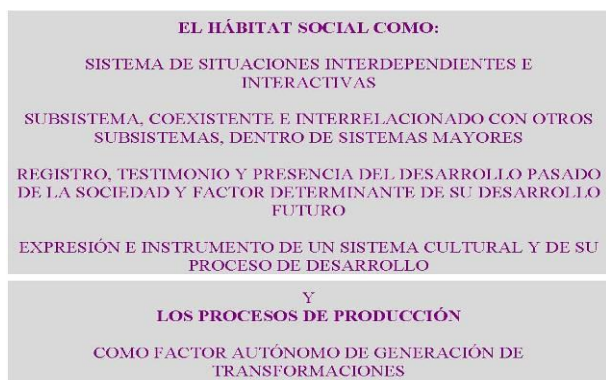 EL HÁBITAT SOCIAL COMO:
SISTEMA DE SITUACIONES INTERDEPENDIENTES E
INTERACTIVAS
SUBSISTEMA, COEXISTENTE E INTERRELACIONADO CON OTROS
SUBSISTEMAS, DENTRO DE SISTEMAS MAYORES
REGISTRO, TESTIMONIO Y PRESENCIA DEL DESARROLLO PASADO
DE LA SOCIEDAD Y FACTOR DETERMINANTE DE SU DESARROLLO
FUTURO
EXPRESIÓN E INSTRUMENTO DE UN SISTEMA CULTURAL Y DE SU
PROCESO DE DESARROLLO
Y
LOS PROCESOS DE PRODUCCIÓN
COMO FACTOR AUTÓNOMO DE GENERACIÓN DE
TRANSFORMACIONES